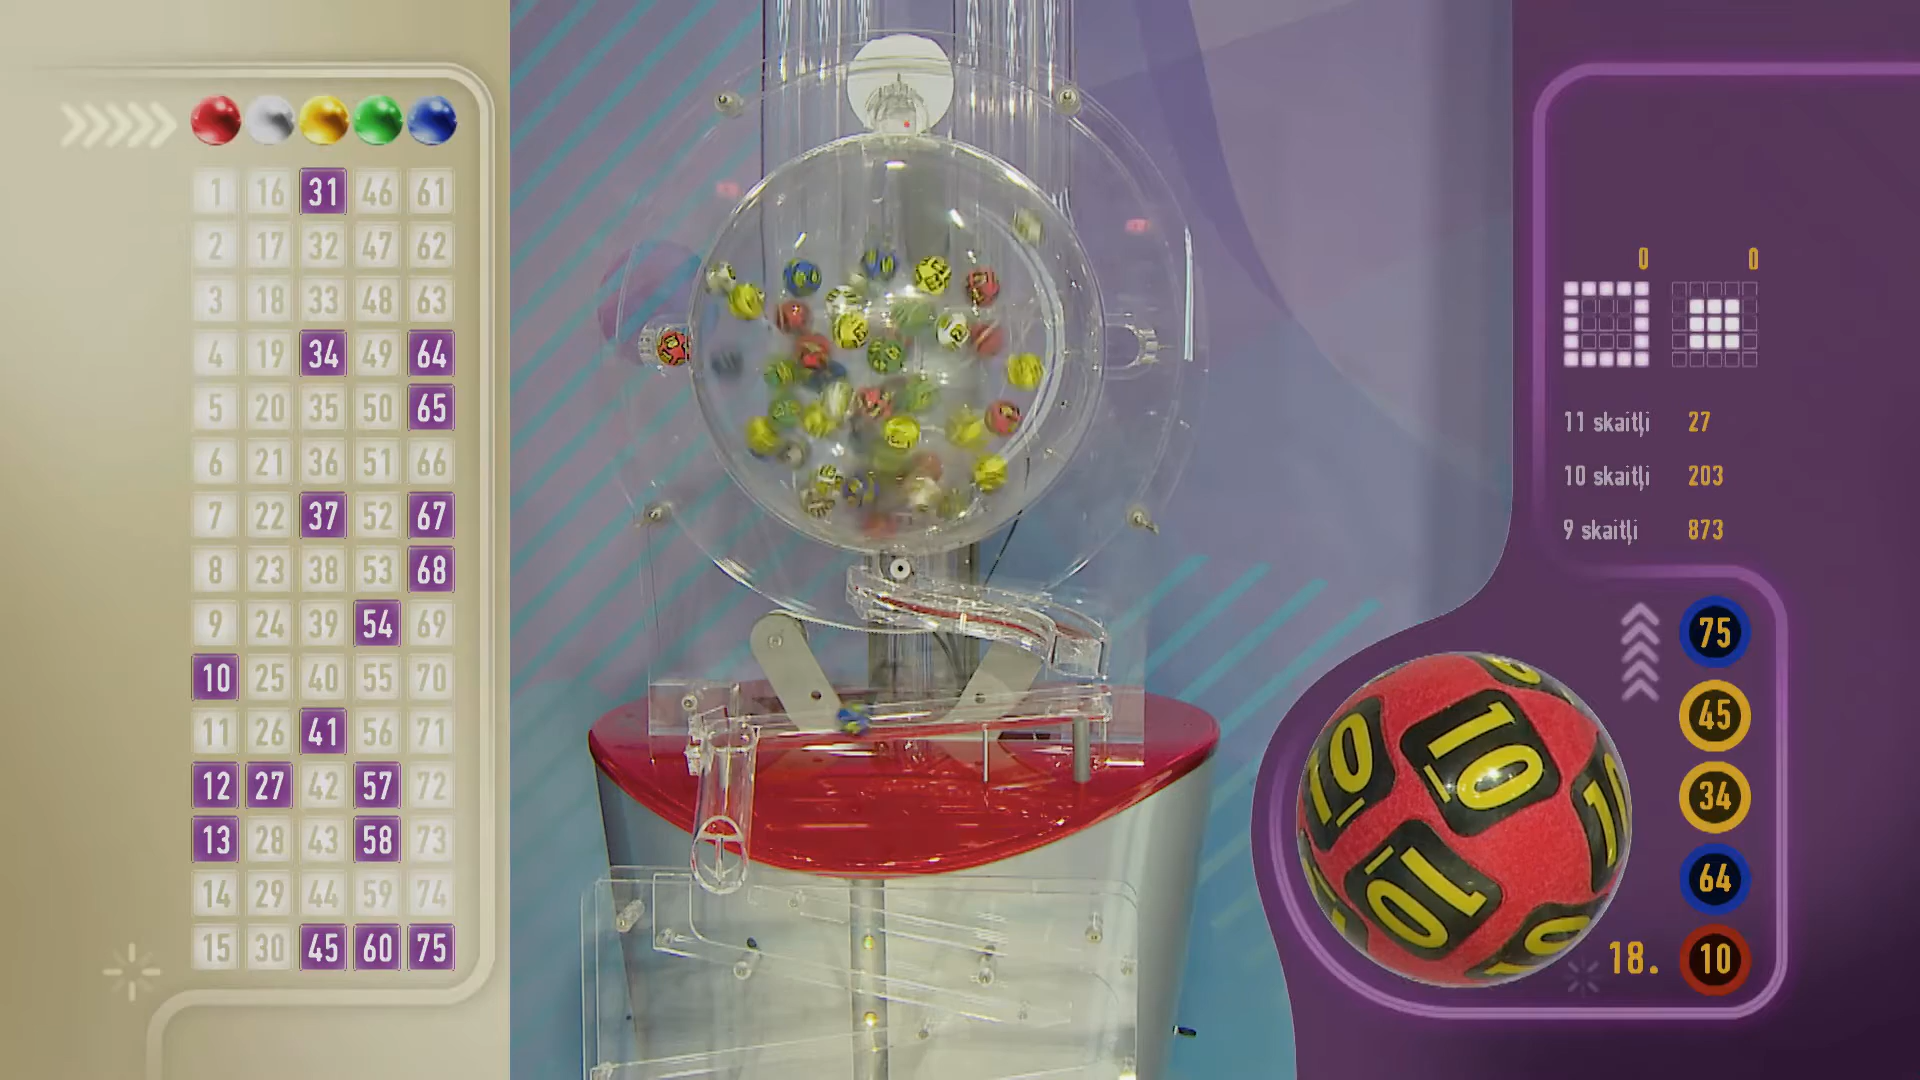 1 16 31 46 61
2 17 32 47 62
3 18 33 48 63
4 19 34 49 64
5 20 35 50 65
6 21 36 51 66
7 22 37 52 67
8 23 38 53 68
9 24 39 54 69
10 25 40 55 70
11 26 41 56 71
12 27 42 57 72
13 28 43 58 73
14 29 44 59 74
15 30 45 60 75
0 0
11 skaitļi 27
10 skaitļi 203
9 skaitļi 873
75
45
34
64
18. 10
10
10
10
10